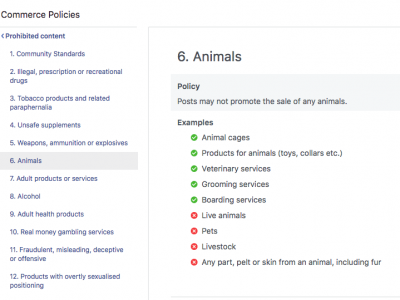 Commerce Policies
Prohibited content
1. Community Standards
2. Illegal, prescription or recreational
drugs
3. Tobacco products and related
paraphernalia
4. Unsafe supplements
5. Weapons, ammunition or explosives
6. Animals
7. Adult products or services
8. Alcohol
9. Adult health products
10. Real money gambling services
11. Fraudulent, misleading, deceptive
or offensive
12. Products with overtly sexualised
positioning
6. Animals
Policy
Posts may not promote the sale of any animals.
Examples
Animal cages
Products for animals (toys, collars etc.)
Veterinary services
Grooming services
Boarding services
Live animals
Pets
Livestock
Any part, pelt or skin from an animal, including fur